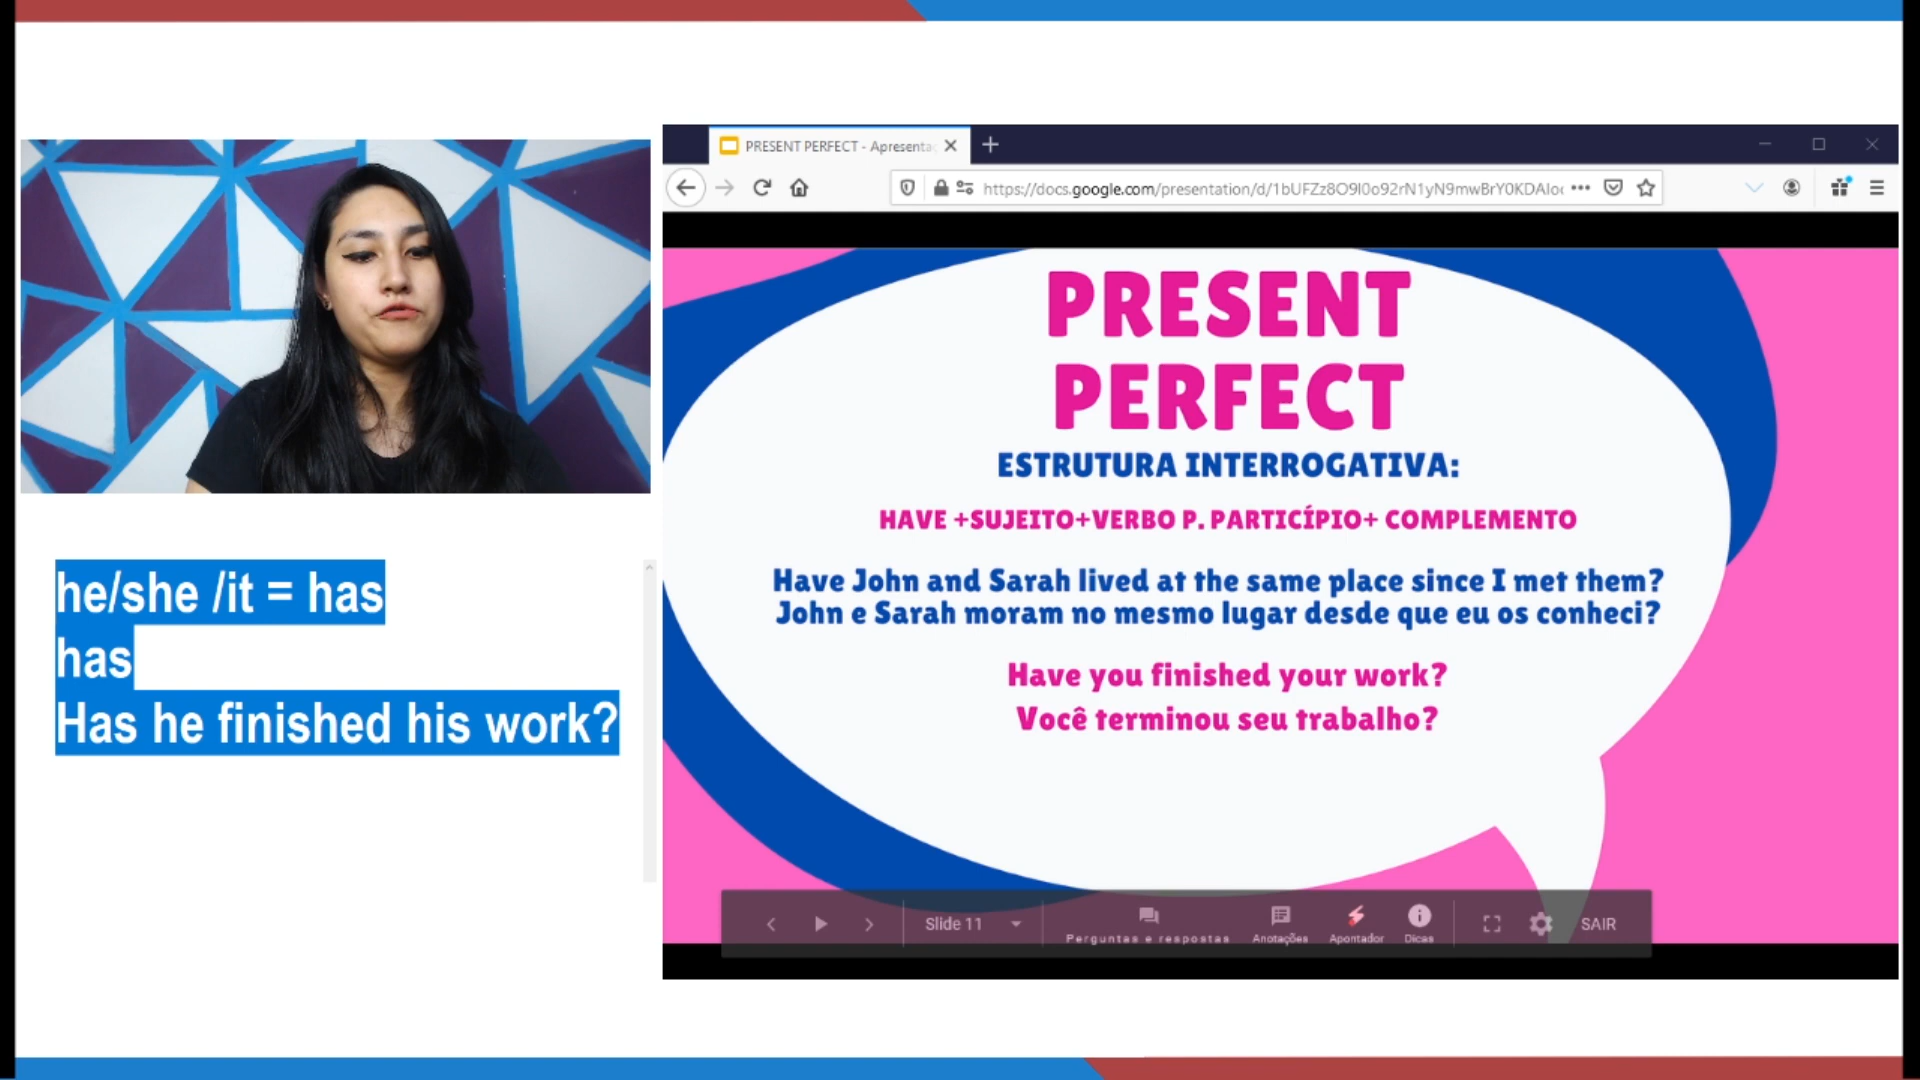 PRESENT PERFECT - Apresentaç
https://docs.google.com/presentation/d/1bUFZz8O9I0o92rN1yN9mwBrY0KDAIo
PRESENT
PERFECT
ESTRUTURA INTERROGATIVA:
HAVE +SUJEITO+VERBO P. PARTICÍPIO+ COMPLEMENTO
Have John and Sarah lived at the same place since I met them?
John e Sarah moram no mesmo lugar desde que eu os conheci?
Have you finished your work?
Você terminou seu trabalho?
he/she /it = has
has
Has he finished his work?
Slide 11
Perguntas e respostas
Anotações
Apontador
Dicas
SAIR